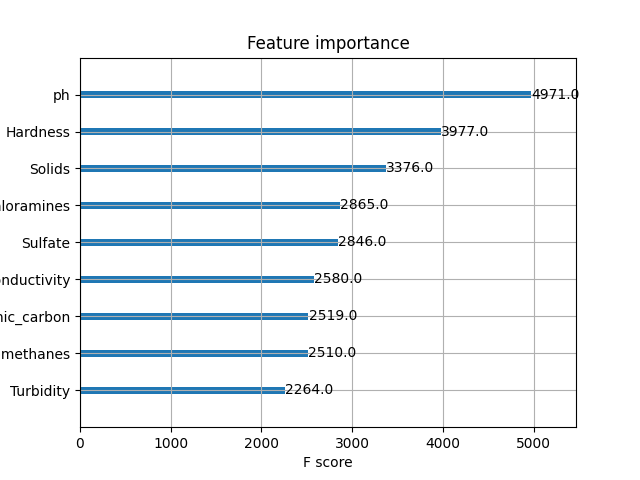 Feature importance
ph 4971.0
Hardness 3977.0
Solids 3376.0
loramines 2865.0
Sulfate 2846.0
onductivity 2580.0
nic_carbon 2519.0
methanes 2510.0
Turbidity 2264.0
0 1000 2000 3000 4000 5000
F score